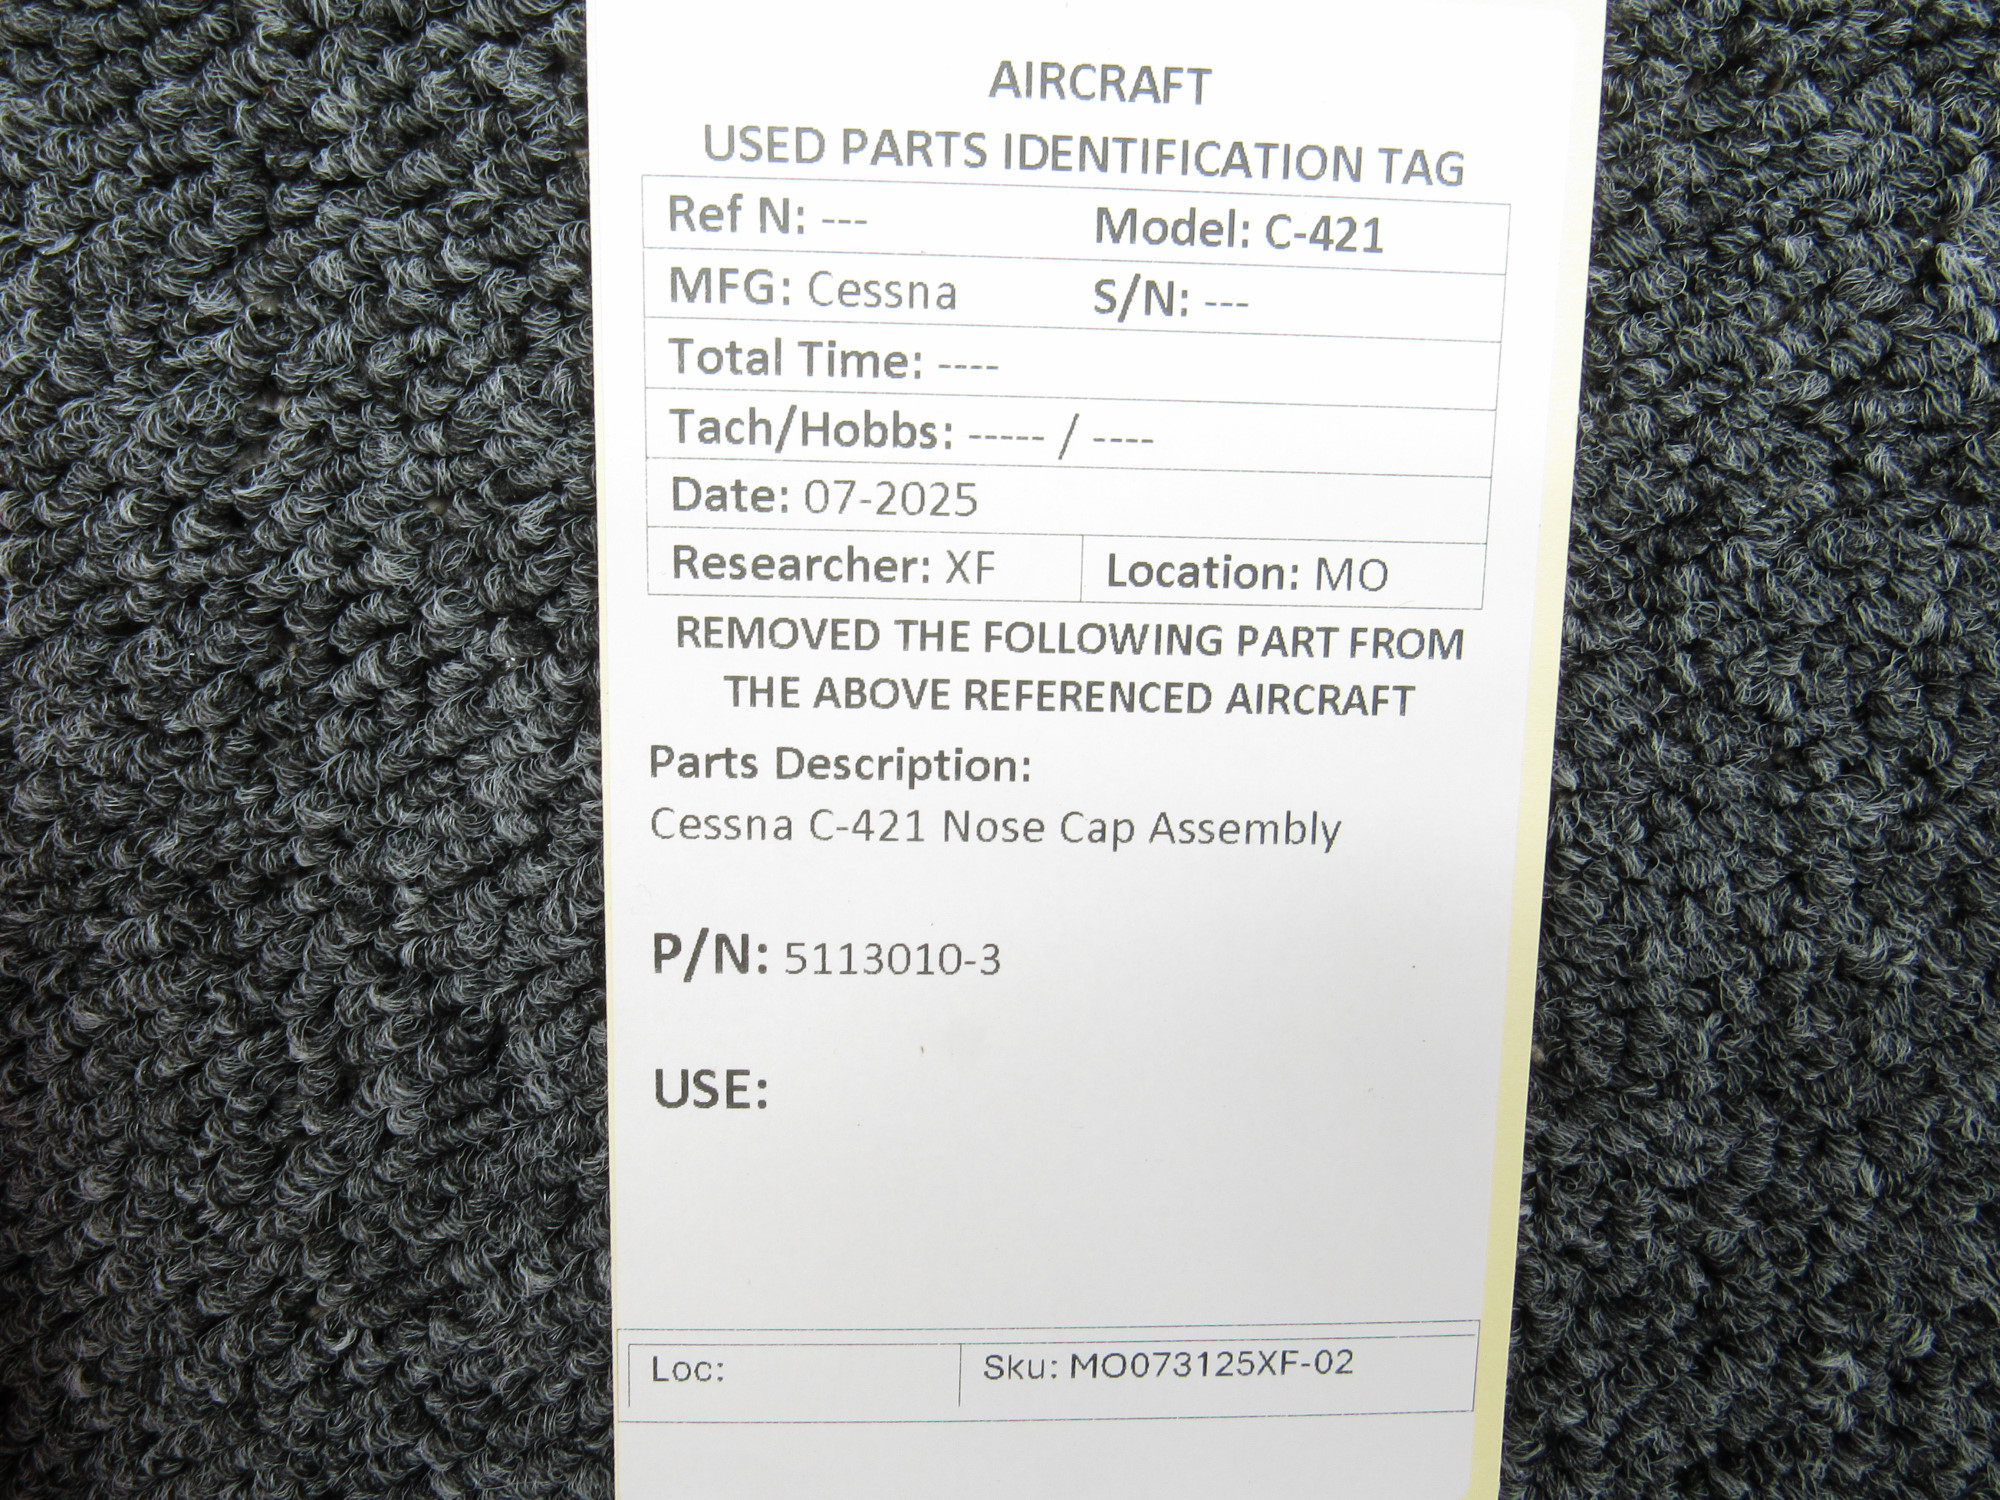 AIRCRAFT
USED PARTS IDENTIFICATION TAG
Ref N: --- Model: C-421
MFG: Cessna S/N: ---
Total Time: ----
Tach/Hobbs: ----- / ----
Date: 07-2025
Researcher: XF Location: MO
REMOVED THE FOLLOWING PART FROM
THE ABOVE REFERENCED AIRCRAFT
Parts Description:
Cessna C-421 Nose Cap Assembly
P/N: 5113010-3
USE:
Loc: Sku: MO073125XF-02